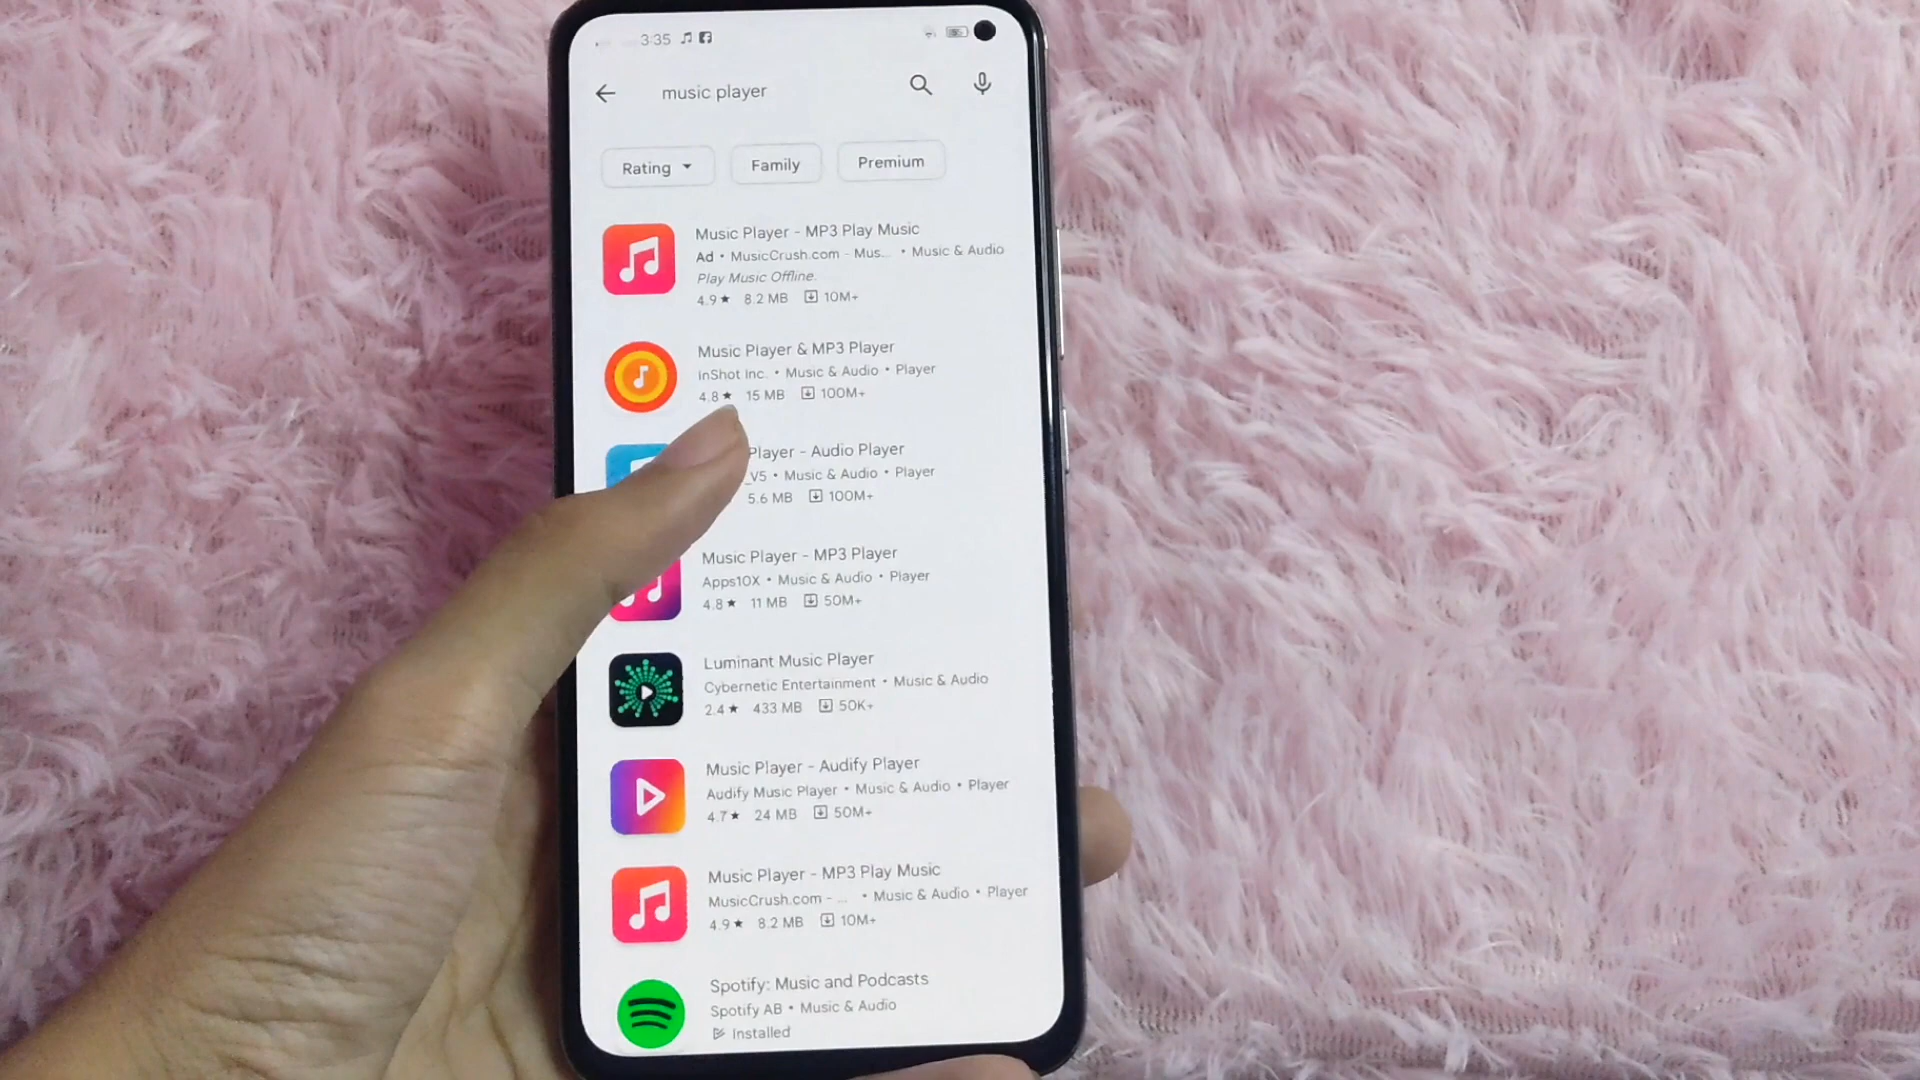 3:35
music player
Rating Family Premium
Music Player - MP3 Play Music
Ad • MusicCrush.com - Mus... • Music & Audio
Play Music Offline.
4.9★ 8.2 MB 10M+
Music Player & MP3 Player
InShot Inc. • Music & Audio • Player
4.8★ 15 MB 100M+
Player - Audio Player
_V5 • Music & Audio • Player
5.6 MB 100M+
Music Player - MP3 Player
Apps10X • Music & Audio • Player
4.8★ 11 MB 50M+
Luminant Music Player
Cybernetic Entertainment • Music & Audio
2.4★ 433 MB 50K+
Music Player - Audify Player
Audify Music Player • Music & Audio • Player
4.7★ 24 MB 50M+
Music Player - MP3 Play Music
MusicCrush.com - ... • Music & Audio • Player
4.9★ 8.2 MB 10M+
Spotify: Music and Podcasts
Spotify AB • Music & Audio
Installed